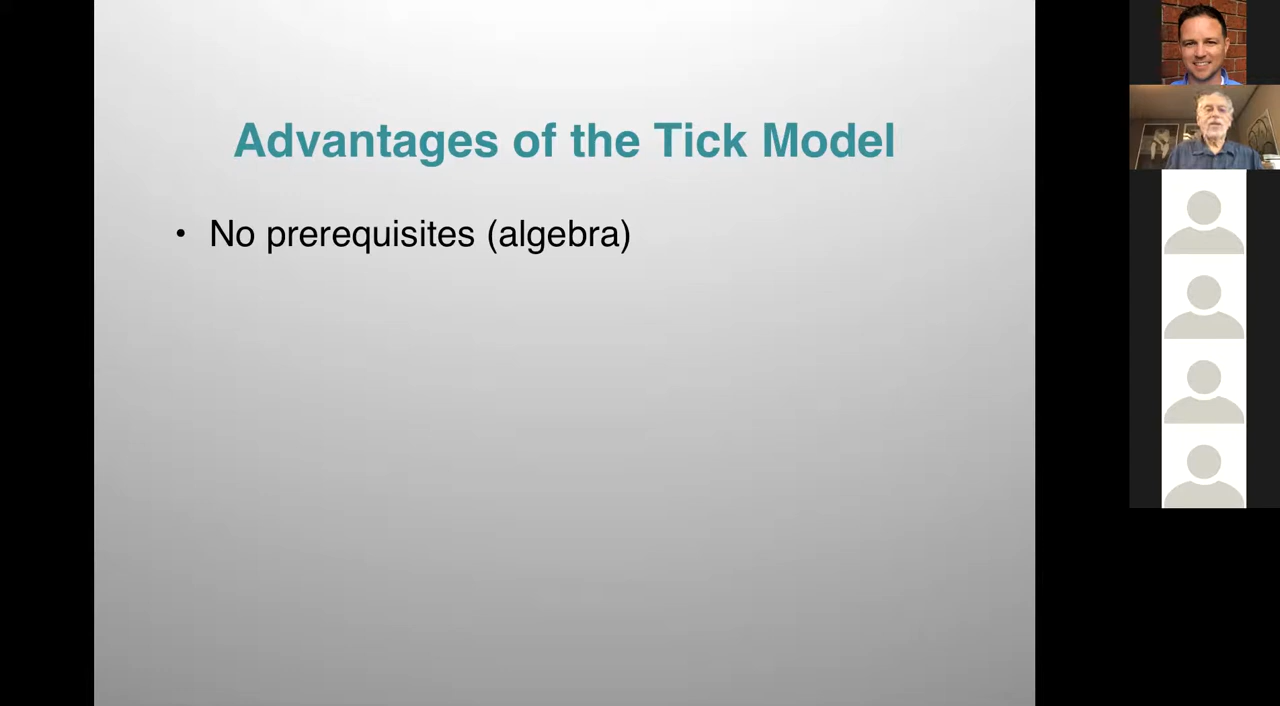 Advantages of the Tick Model
• No prerequisites (algebra)